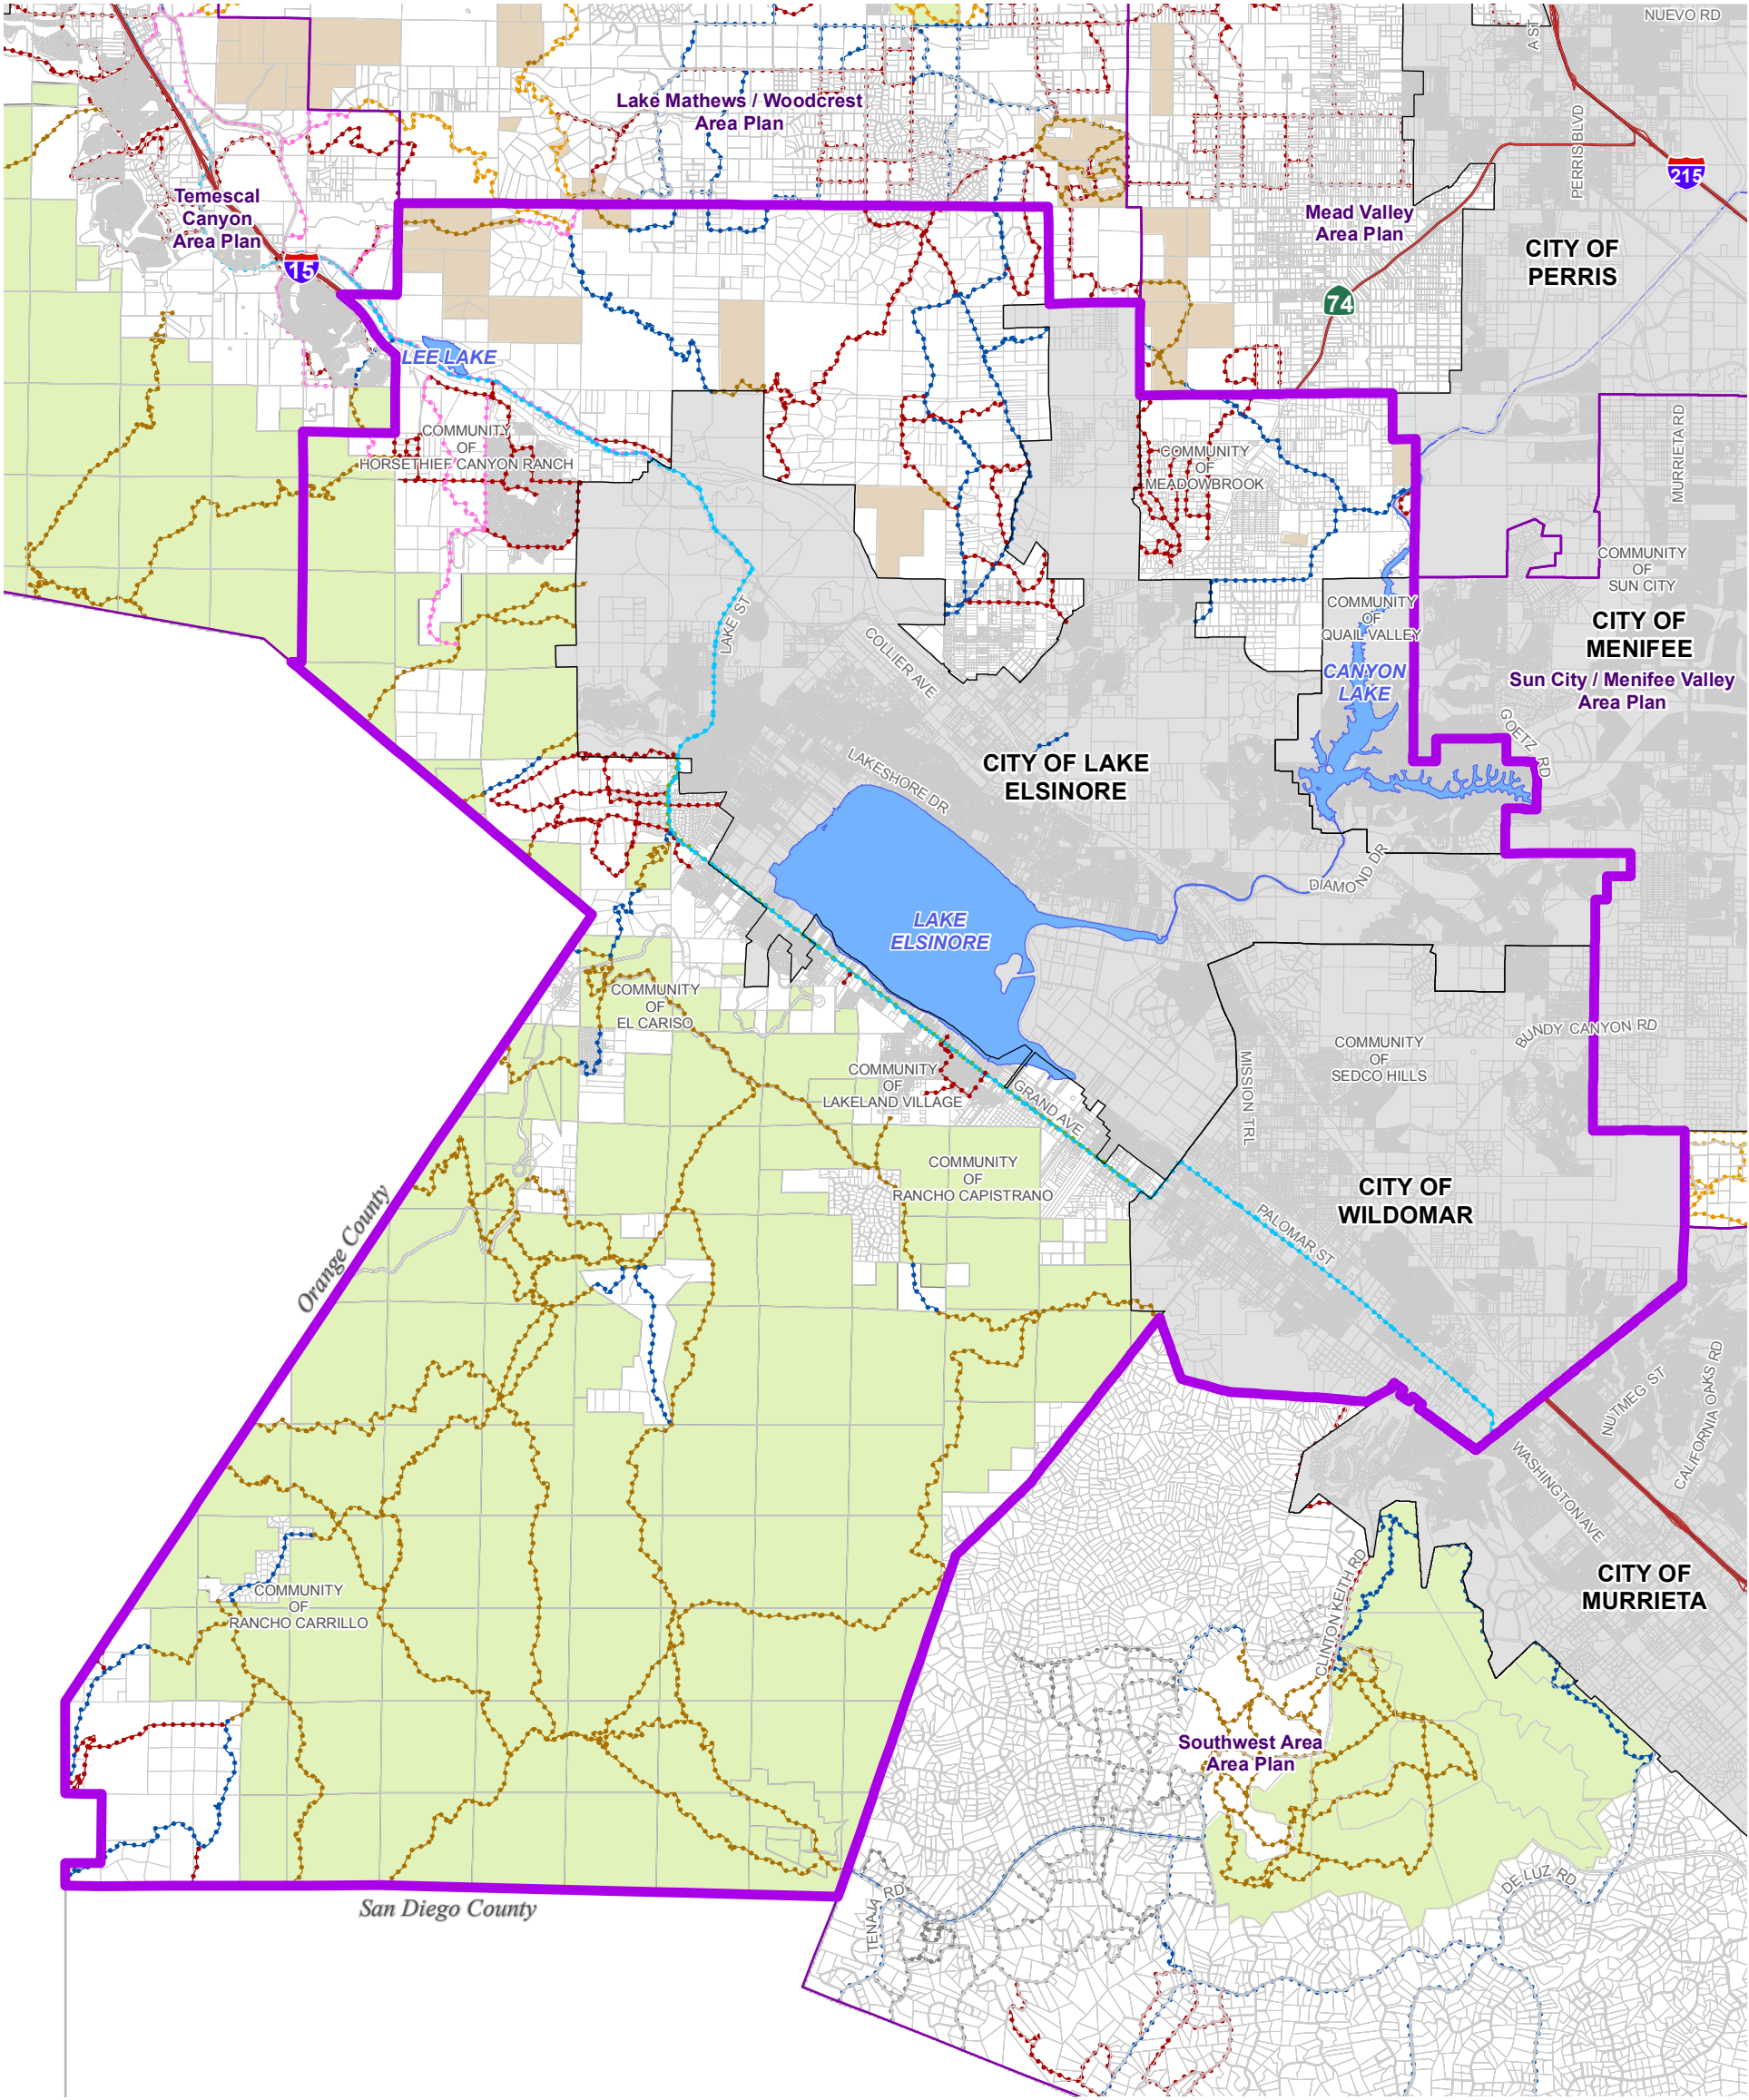 NUEVO RD
A ST
Lake Mathews / Woodcrest
Area Plan
PERRIS BLVD
215
Temescal
Canyon
Area Plan
Mead Valley
Area Plan
CITY OF
PERRIS
15
74
LEE LAKE
MURRIETA RD
COMMUNITY
OF
HORSETHIEF CANYON RANCH
COMMUNITY
OF
MEADOWBROOK
COMMUNITY
OF
SUN CITY
COMMUNITY
OF
QUAIL VALLEY
LAKE ST
COLLIER AVE
CITY OF
MENIFEE
CANYON
LAKE
Sun City / Menifee Valley
Area Plan
GOETZ RD
CITY OF LAKE
ELSINORE
LAKESHORE DR
DIAMOND DR
LAKE
ELSINORE
COMMUNITY
OF
EL CARISO
BUNDY CANYON RD
COMMUNITY
OF
SEDCO HILLS
MISSION TRL
COMMUNITY
OF
LAKELAND VILLAGE
GRAND AVE
COMMUNITY
OF
RANCHO CAPISTRANO
CITY OF
WILDOMAR
PALOMAR ST
Orange County
NUTMEG ST
CALIFORNIA OAKS RD
WASHINGTON AVE
CITY OF
MURRIETA
CLINTON KEITH RD
COMMUNITY
OF
RANCHO CARRILLO
Southwest Area
Area Plan
DE LUZ RD
TENAJA RD
San Diego County